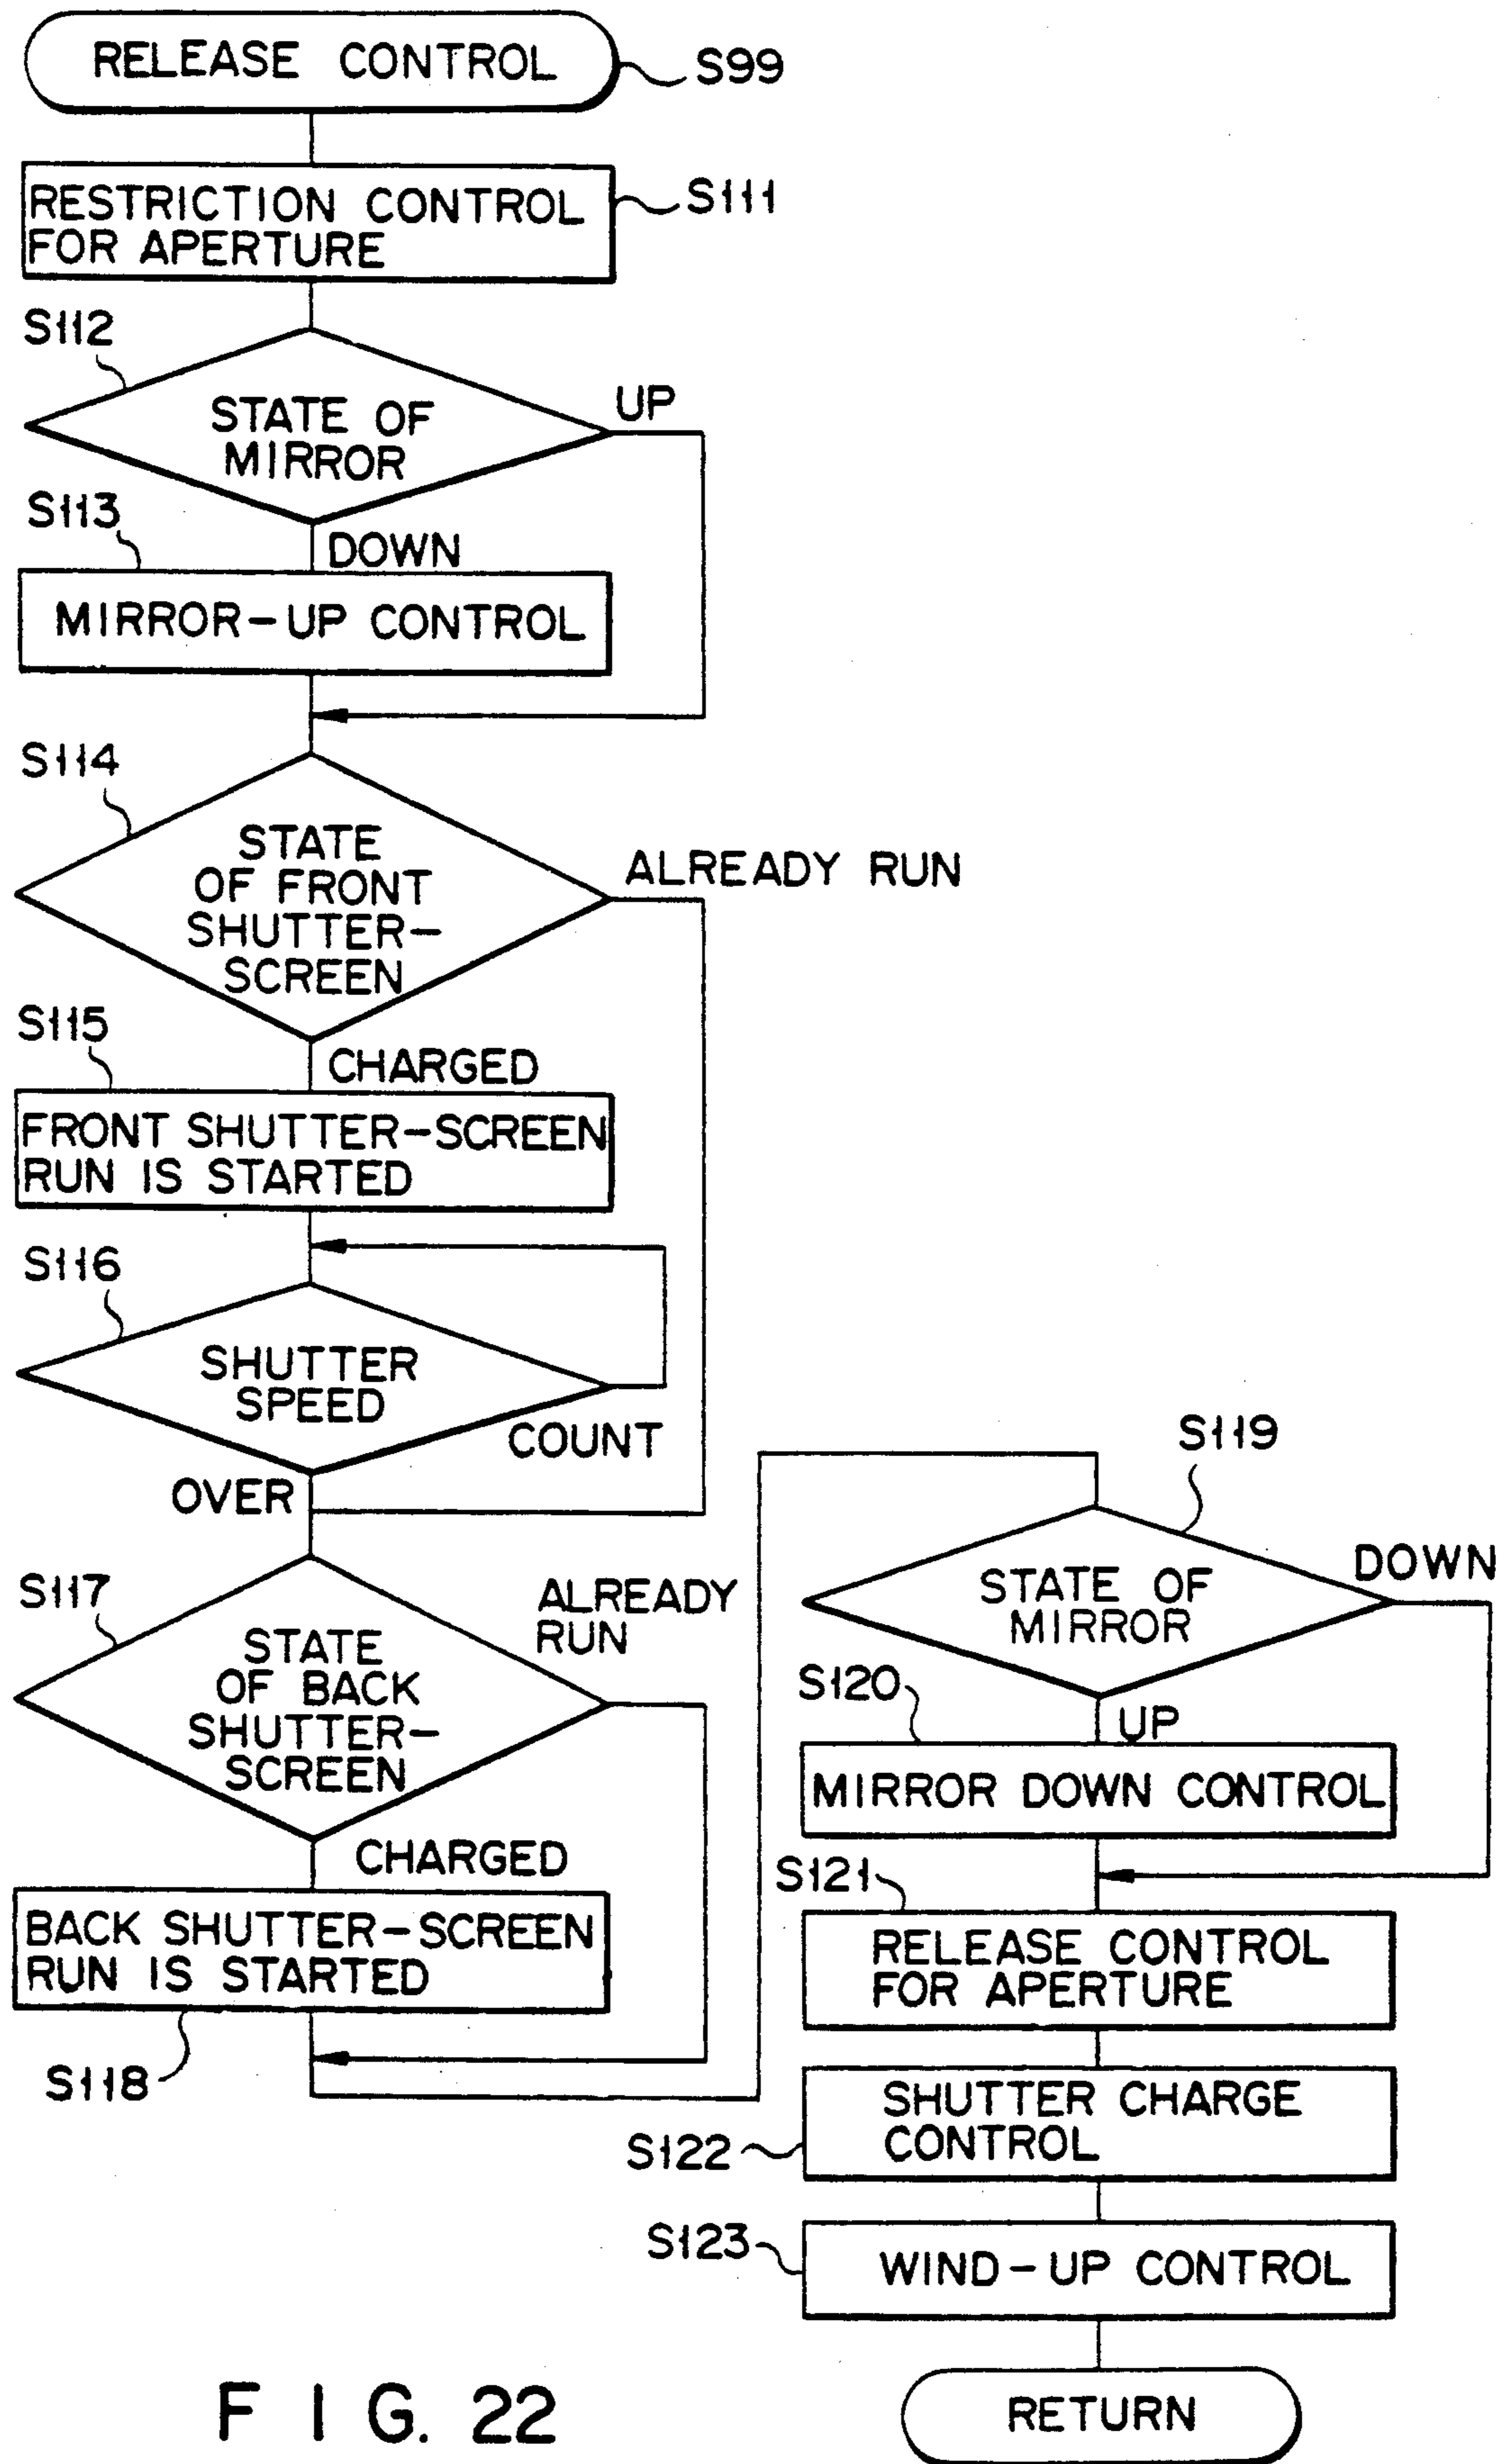 RELEASE CONTROL
S99
RESTRICTION CONTROL
FOR APERTURE
S111
S112
STATE OF
MIRROR
UP
S113
DOWN
MIRROR-UP CONTROL
S114
STATE
OF FRONT
SHUTTER-
SCREEN
ALREADY RUN
S115
CHARGED
FRONT SHUTTER-SCREEN
RUN IS STARTED
S116
SHUTTER
SPEED
COUNT
OVER
S117
STATE
OF BACK
SHUTTER-
SCREEN
ALREADY
RUN
CHARGED
BACK SHUTTER-SCREEN
RUN IS STARTED
S118
S119
STATE OF
MIRROR
DOWN
S120
UP
MIRROR DOWN CONTROL
S121
RELEASE CONTROL
FOR APERTURE
SHUTTER CHARGE
CONTROL
S122
S123
WIND-UP CONTROL
RETURN
FIG. 22